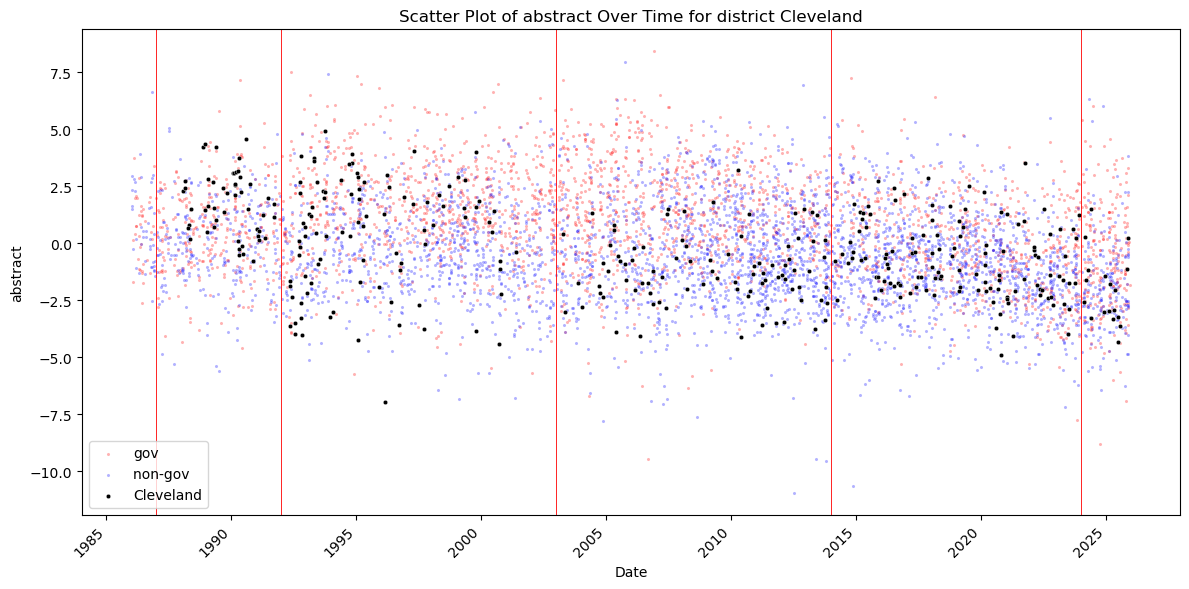 Scatter Plot of abstract Over Time for district Cleveland
abstract
7.5
5.0
2.5
0.0
−2.5
−5.0
−7.5
−10.0
gov
non-gov
Cleveland
1985
1990
1995
2000
2005
2010
2015
2020
2025
Date